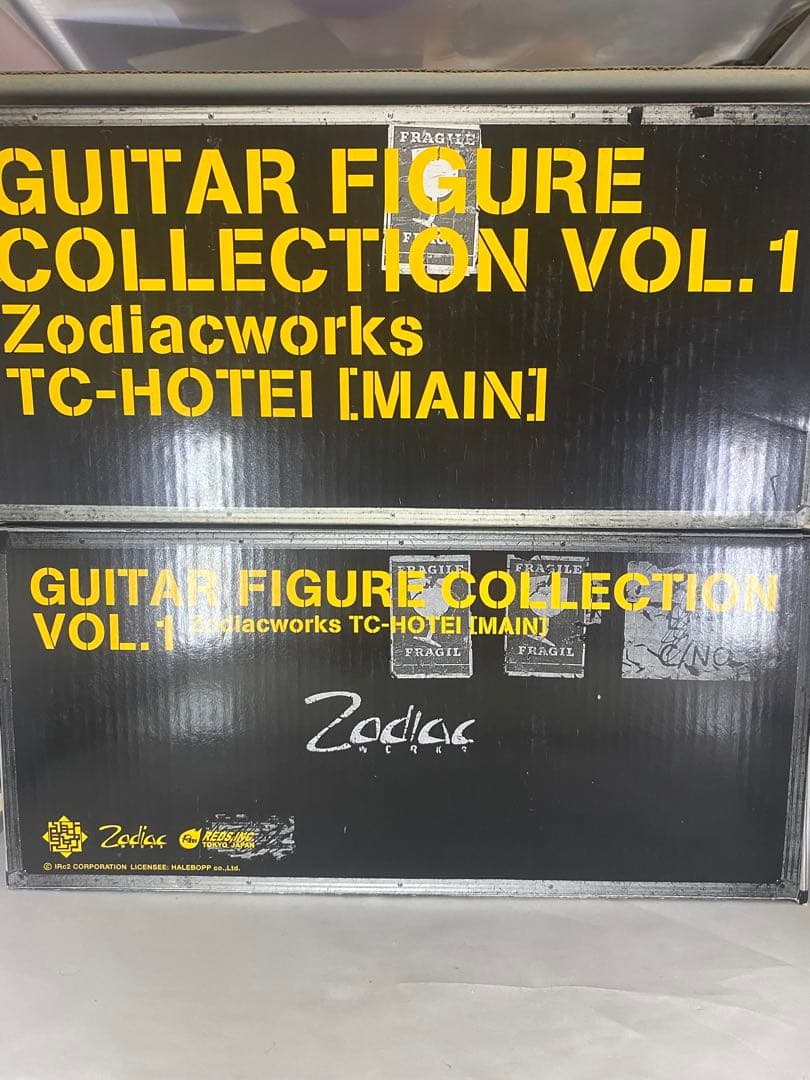 FRAGILE
GUITAR FIGURE
COLLECTION VOL.1
Zodiacworks
TC-HOTEI [MAIN]
FRAGILE FRAGILE
GUITAR FIGURE COLLECTION
VOL.1 Zodiacworks TC-HOTEI [MAIN]
FRAGIL FRAGIL
C/NO.
Zodiac
WORKS
Zodiac
REDS, INC.
TOKYO, JAPAN
© IRc2 CORPORATION LICENSEE: HALEBOPP co.,Ltd.